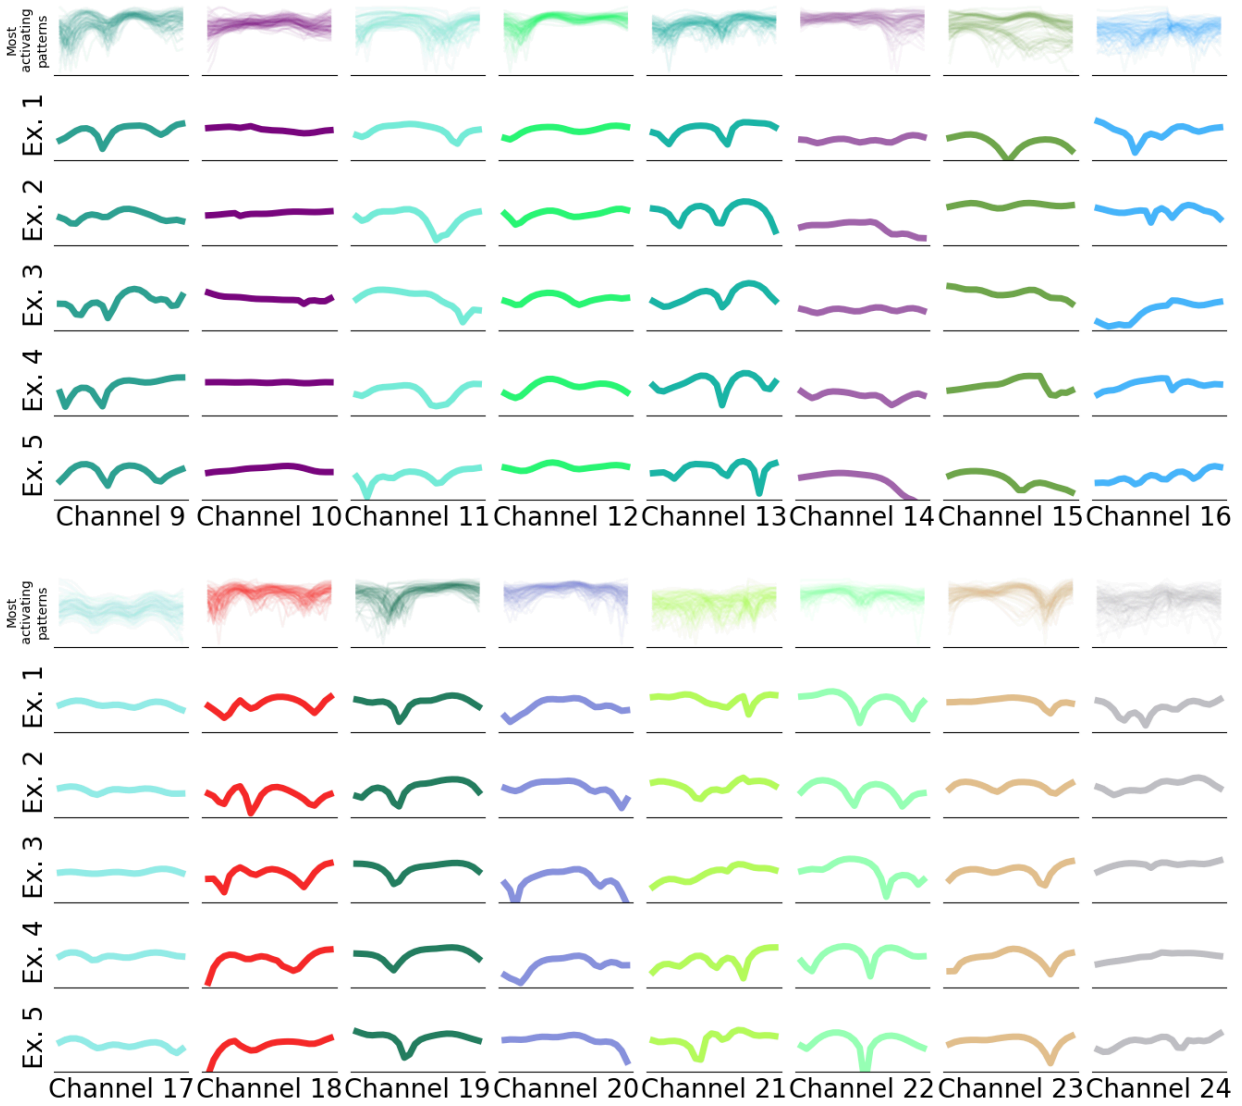 Most
activating
patterns
Ex. 1
Ex. 2
Ex. 3
Ex. 4
Ex. 5
Channel 9 Channel 10 Channel 11 Channel 12 Channel 13 Channel 14 Channel 15 Channel 16
Most
activating
patterns
Ex. 1
Ex. 2
Ex. 3
Ex. 4
Ex. 5
Channel 17 Channel 18 Channel 19 Channel 20 Channel 21 Channel 22 Channel 23 Channel 24